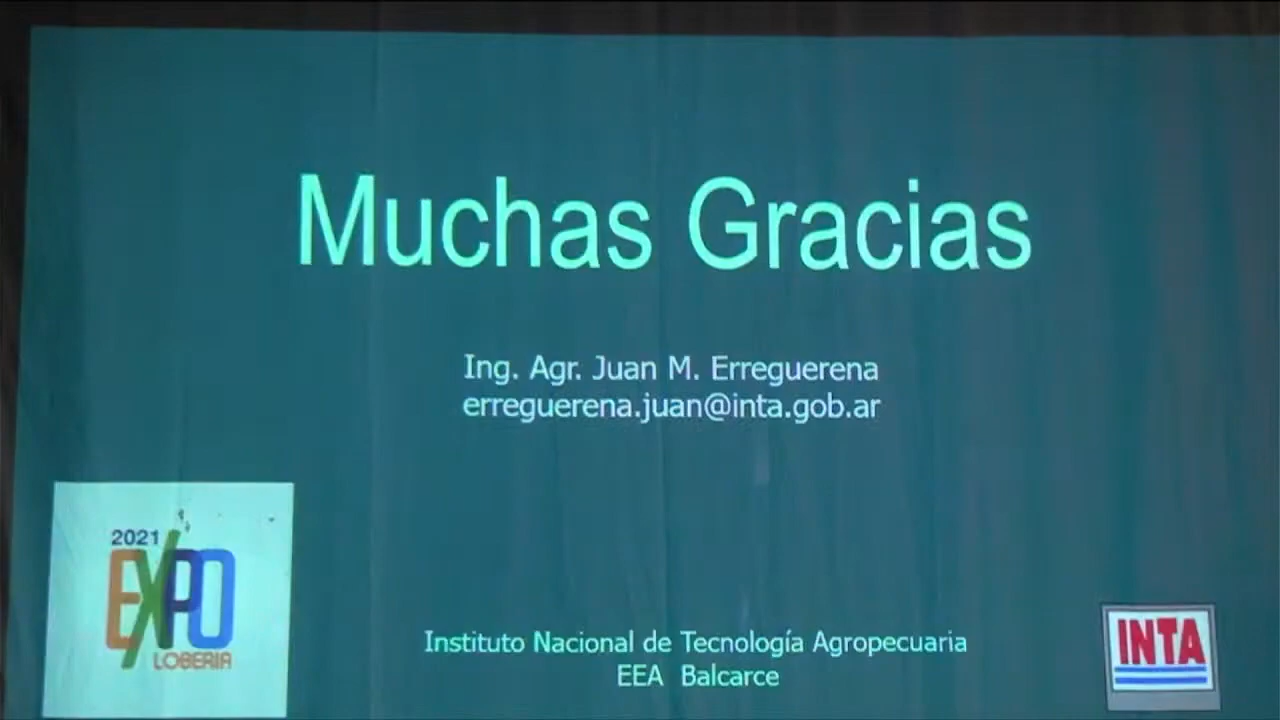 Muchas Gracias
Ing. Agr. Juan M. Erreguerena
erreguerena.juan@inta.gob.ar
2021
EXPO
LOBERIA
Instituto Nacional de Tecnología Agropecuaria
EEA Balcarce
INTA